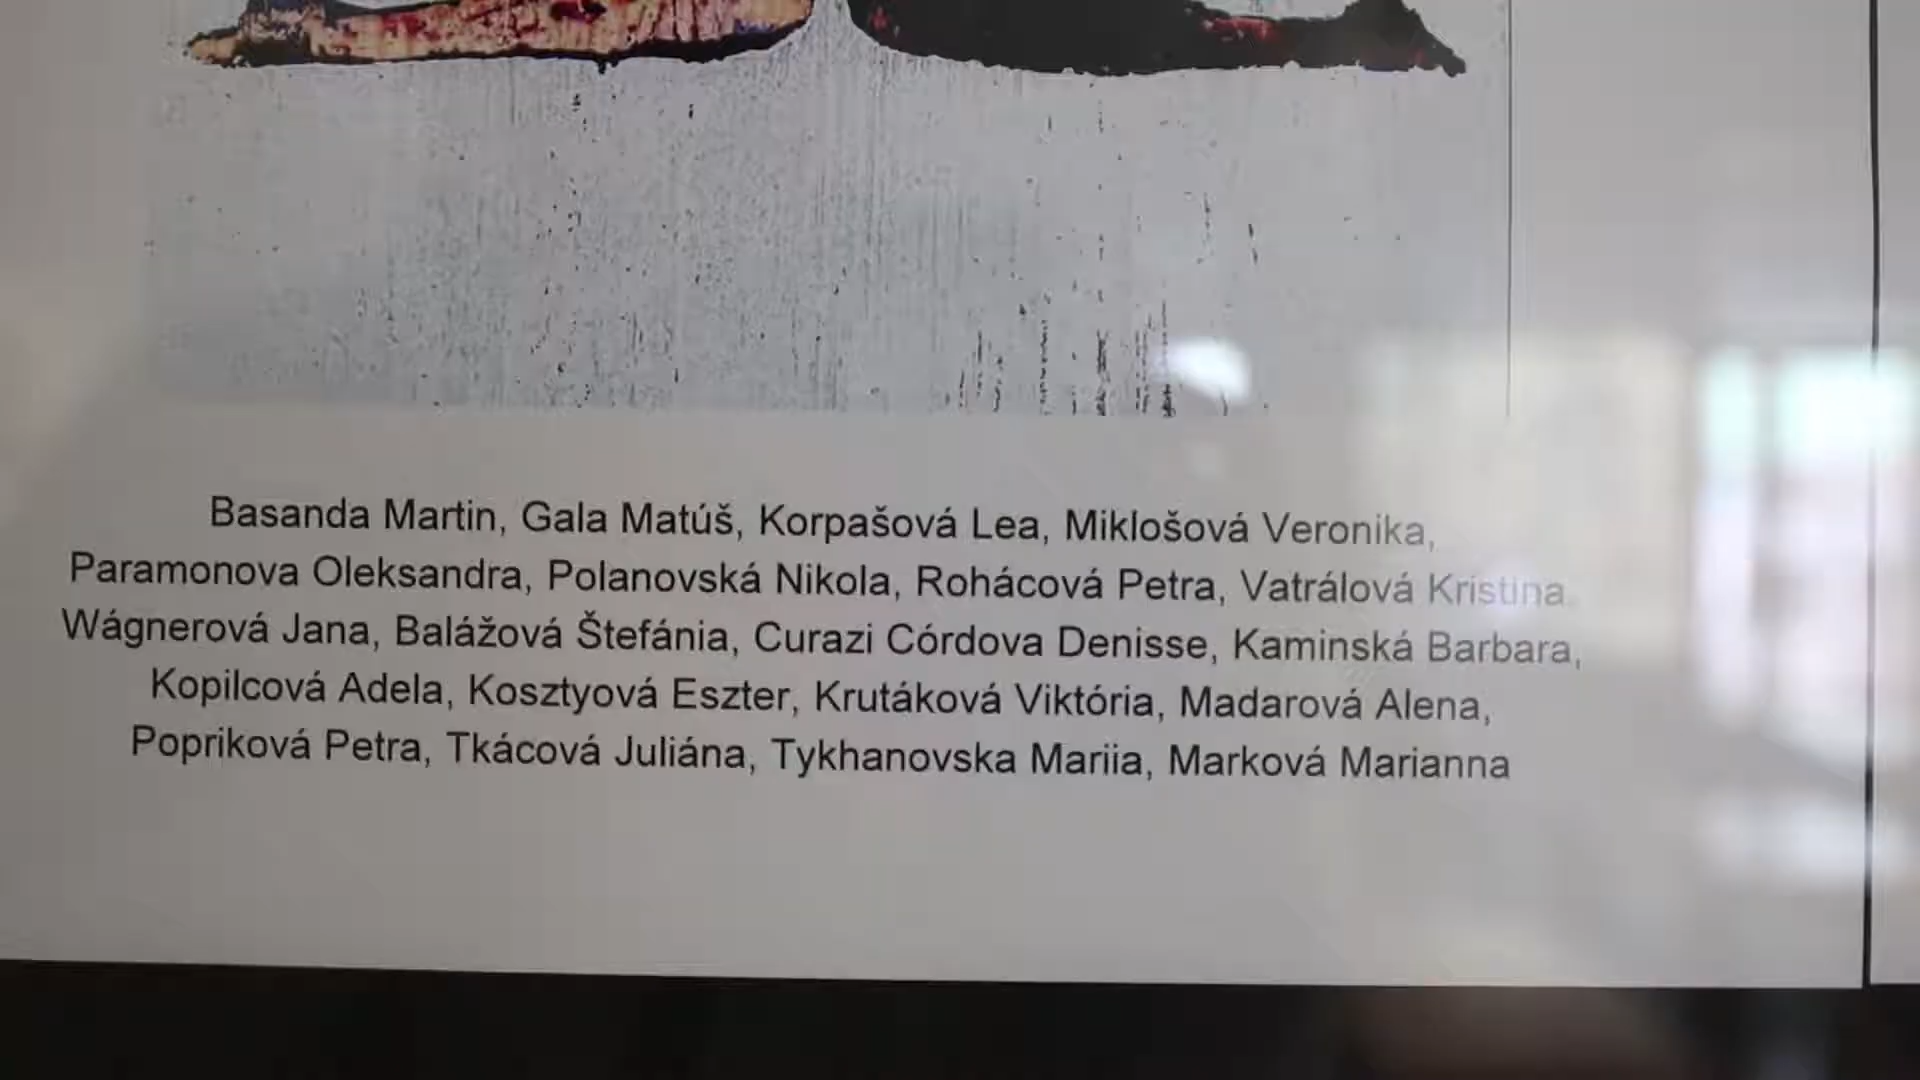 Basanda Martin, Gala Matúš, Korpašová Lea, Miklošová Veronika,
Paramonova Oleksandra, Polanovská Nikola, Rohácová Petra, Vatrálová Kristina,
Wágnerová Jana, Balážová Štefánia, Curazi Córdova Denisse, Kaminská Barbara,
Kopilcová Adela, Kosztyová Eszter, Krutáková Viktória, Madarová Alena,
Popriková Petra, Tkácová Juliána, Tykhanovska Mariia, Marková Marianna